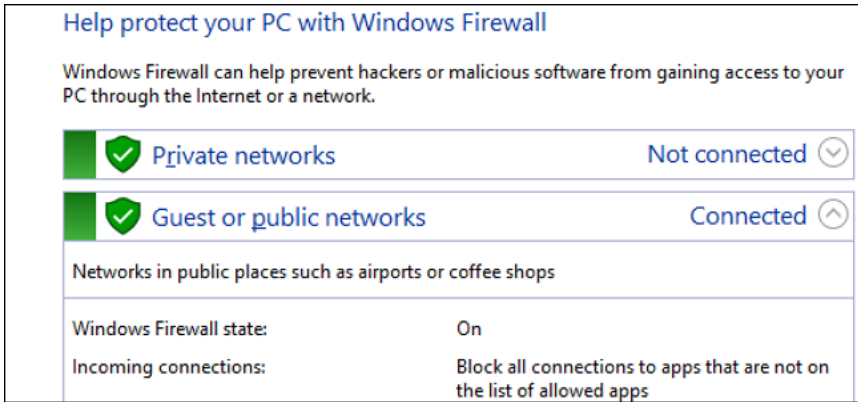 Help protect your PC with Windows Firewall
Windows Firewall can help prevent hackers or malicious software from gaining access to your
PC through the Internet or a network.
Private networks Not connected
Guest or public networks Connected
Networks in public places such as airports or coffee shops
Windows Firewall state: On
Incoming connections: Block all connections to apps that are not on
the list of allowed apps